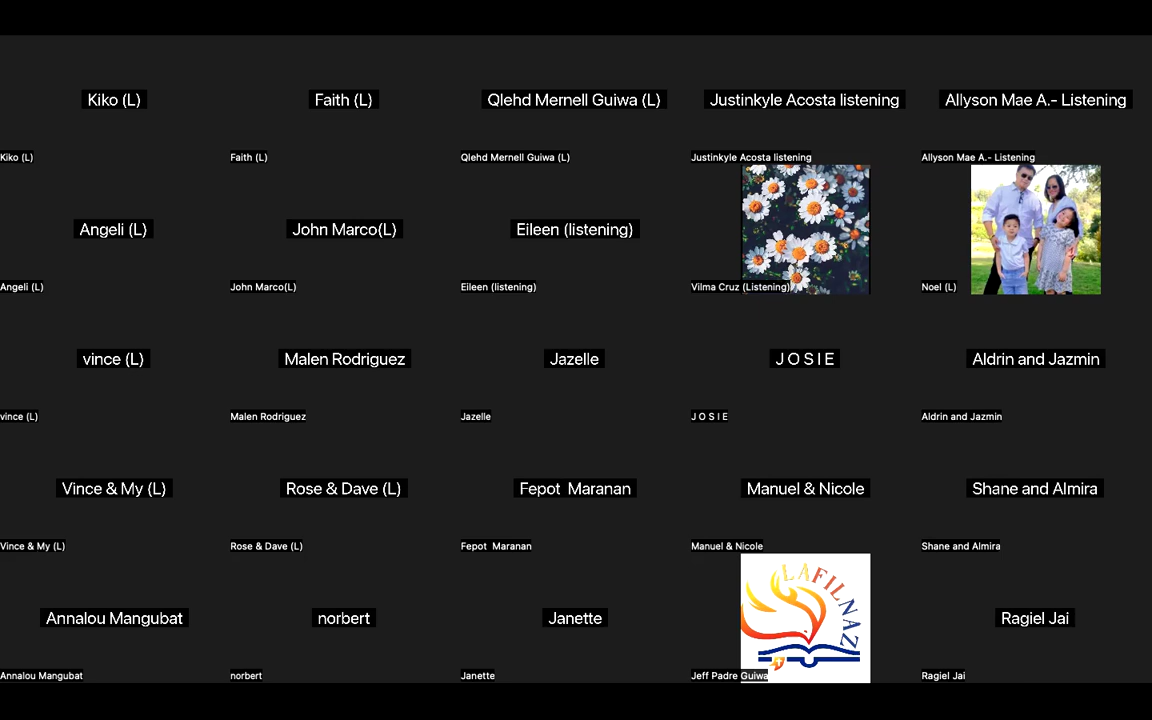 Kiko (L)
Faith (L)
Qlehd Mernell Guiwa (L)
Justinkyle Acosta listening
Allyson Mae A.- Listening
Kiko (L)
Faith (L)
Qlehd Mernell Guiwa (L)
Justinkyle Acosta listening
Allyson Mae A.- Listening
Angeli (L)
John Marco(L)
Eileen (listening)
Angeli (L)
John Marco(L)
Eileen (listening)
Vilma Cruz (Listening)
Noel (L)
vince (L)
Malen Rodriguez
Jazelle
J O S I E
Aldrin and Jazmin
vince (L)
Malen Rodriguez
Jazelle
J O S I E
Aldrin and Jazmin
Vince & My (L)
Rose & Dave (L)
Fepot  Maranan
Manuel & Nicole
Shane and Almira
Vince & My (L)
Rose & Dave (L)
Fepot  Maranan
Manuel & Nicole
Shane and Almira
LAFILNAZ
Annalou Mangubat
norbert
Janette
Ragiel Jai
Annalou Mangubat
norbert
Janette
Jeff Padre Guiwa
Ragiel Jai